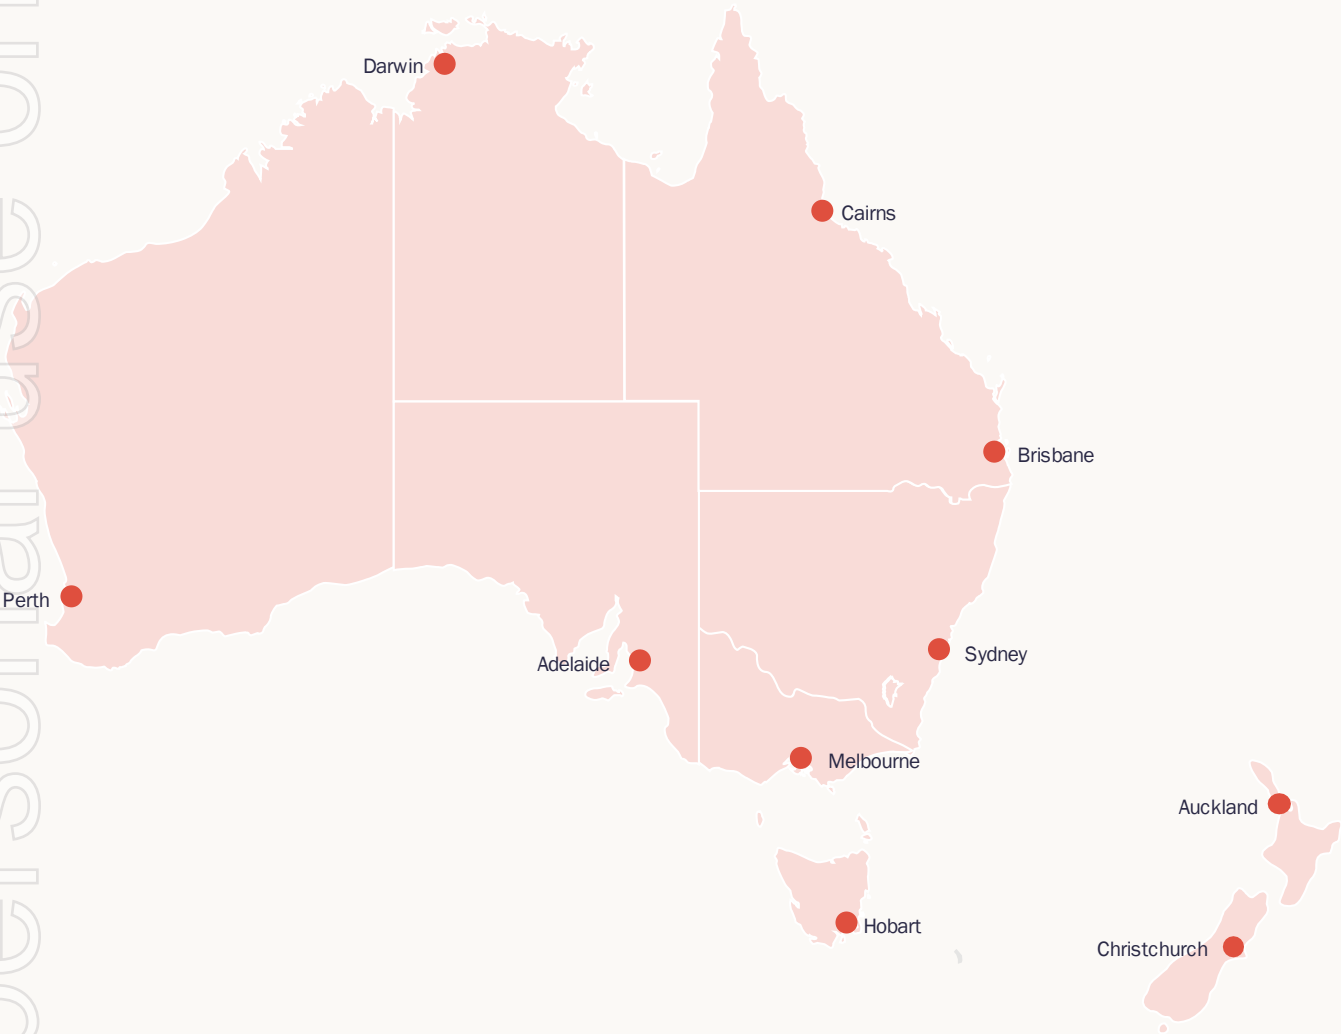 Darwin
Cairns
Brisbane
Perth
Sydney
Adelaide
Melbourne
Auckland
Hobart
Christchurch